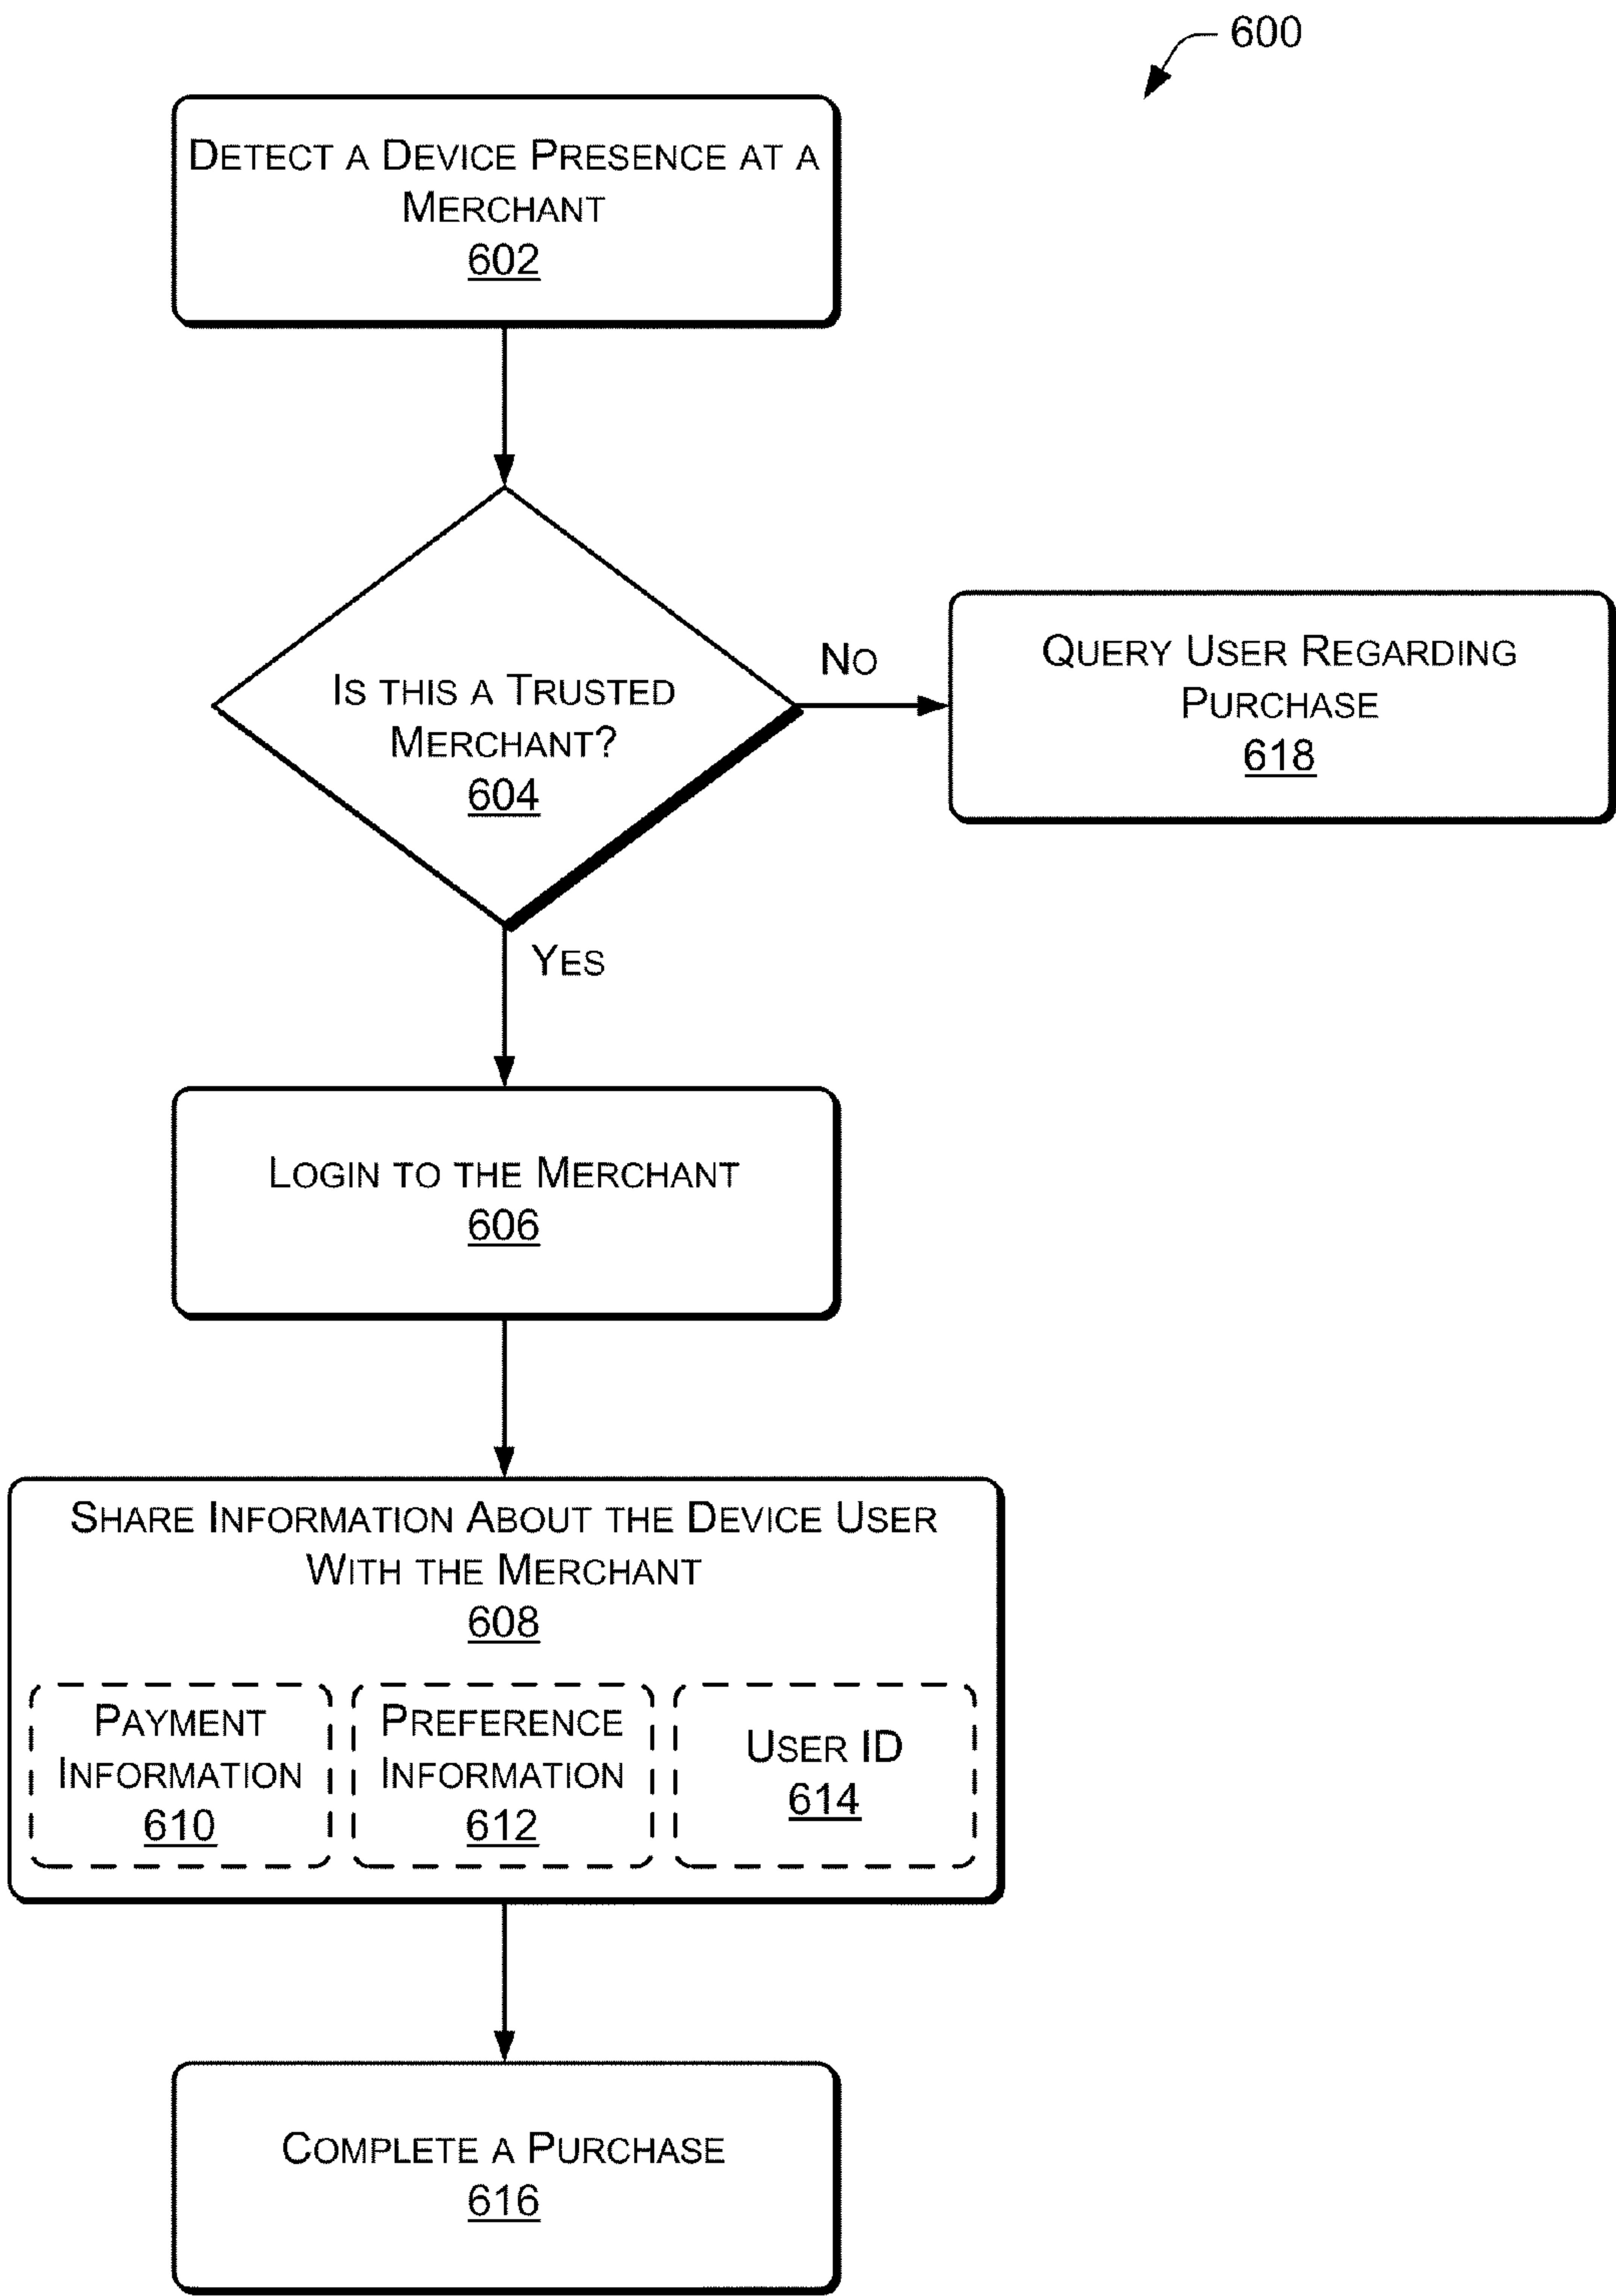 600
DETECT A DEVICE PRESENCE AT A
MERCHANT
602
IS THIS A TRUSTED
MERCHANT?
604
NO
QUERY USER REGARDING
PURCHASE
618
YES
LOGIN TO THE MERCHANT
606
SHARE INFORMATION ABOUT THE DEVICE USER
WITH THE MERCHANT
608
PAYMENT
INFORMATION
610
PREFERENCE
INFORMATION
612
USER ID
614
COMPLETE A PURCHASE
616